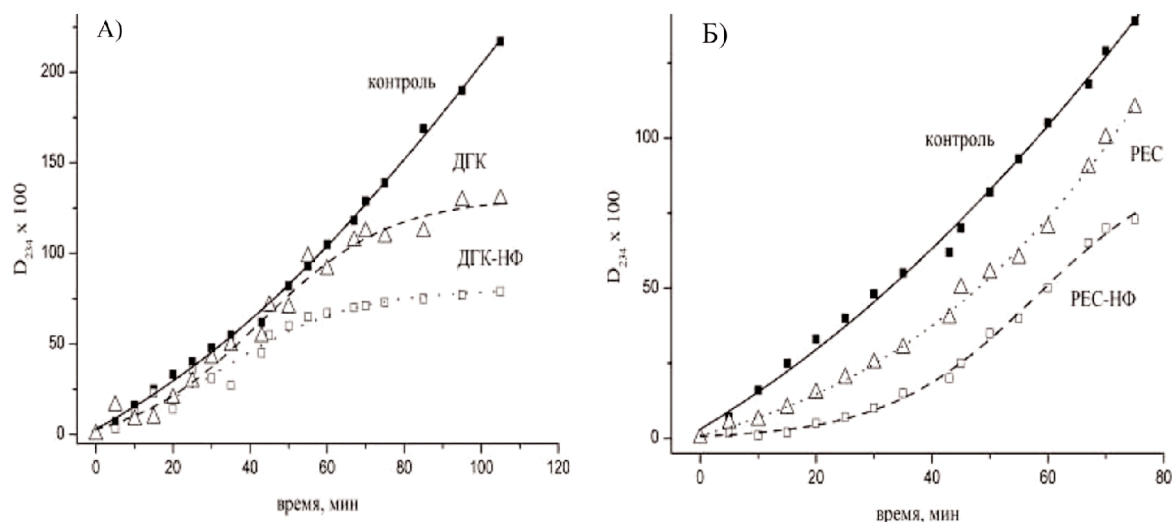 А)
D₂₃₄ x 100
200
150
100
50
0
контроль
ДГК
ДГК-НФ
0 20 40 60 80 100 120
время, мин
Б)
D₂₃₄ x 100
100
50
0
контроль
РЕС
РЕС-НФ
0 20 40 60 80
время, мин